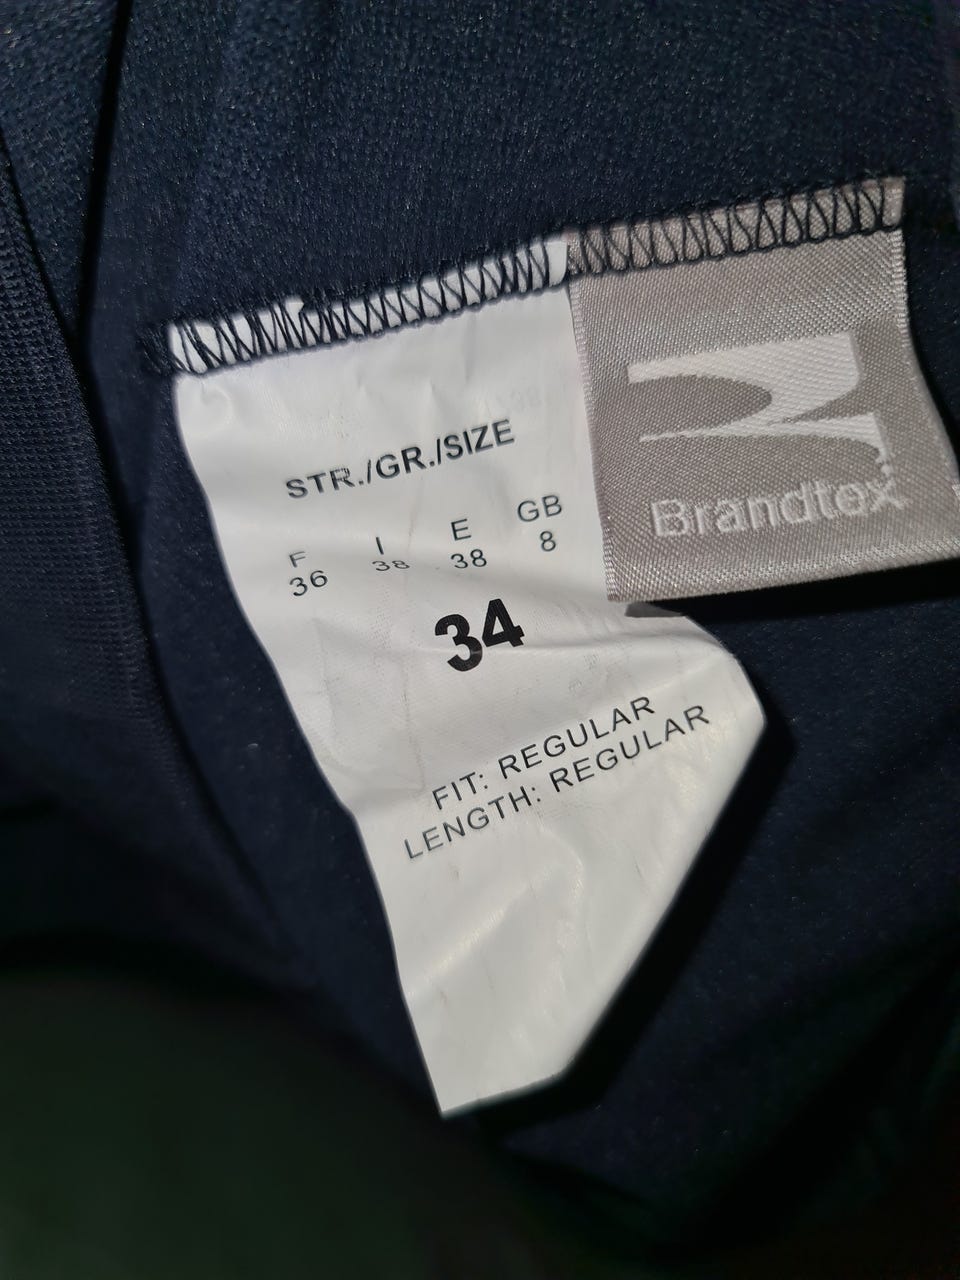 STR./GR./SIZE
F I E GB
36 38 38 8
34
FIT: REGULAR
LENGTH: REGULAR
Brandtex